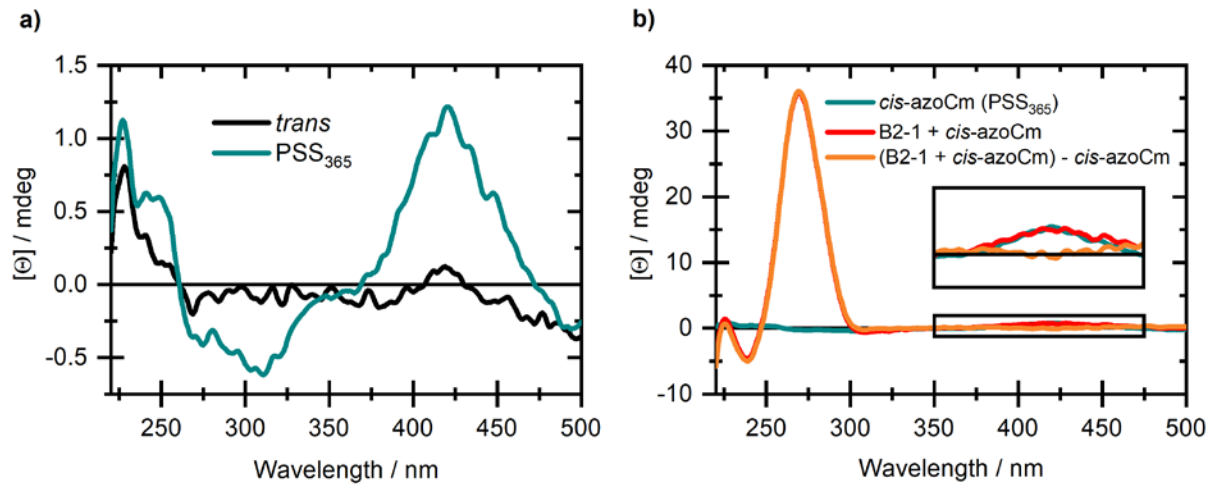 a)
1.5
1.0
0.5
0.0
-0.5
[Θ] / mdeg
trans
PSS365
250 300 350 400 450 500
Wavelength / nm
b)
40
30
20
10
0
-10
[Θ] / mdeg
cis-azoCm (PSS365)
B2-1 + cis-azoCm
(B2-1 + cis-azoCm) - cis-azoCm
250 300 350 400 450 500
Wavelength / nm